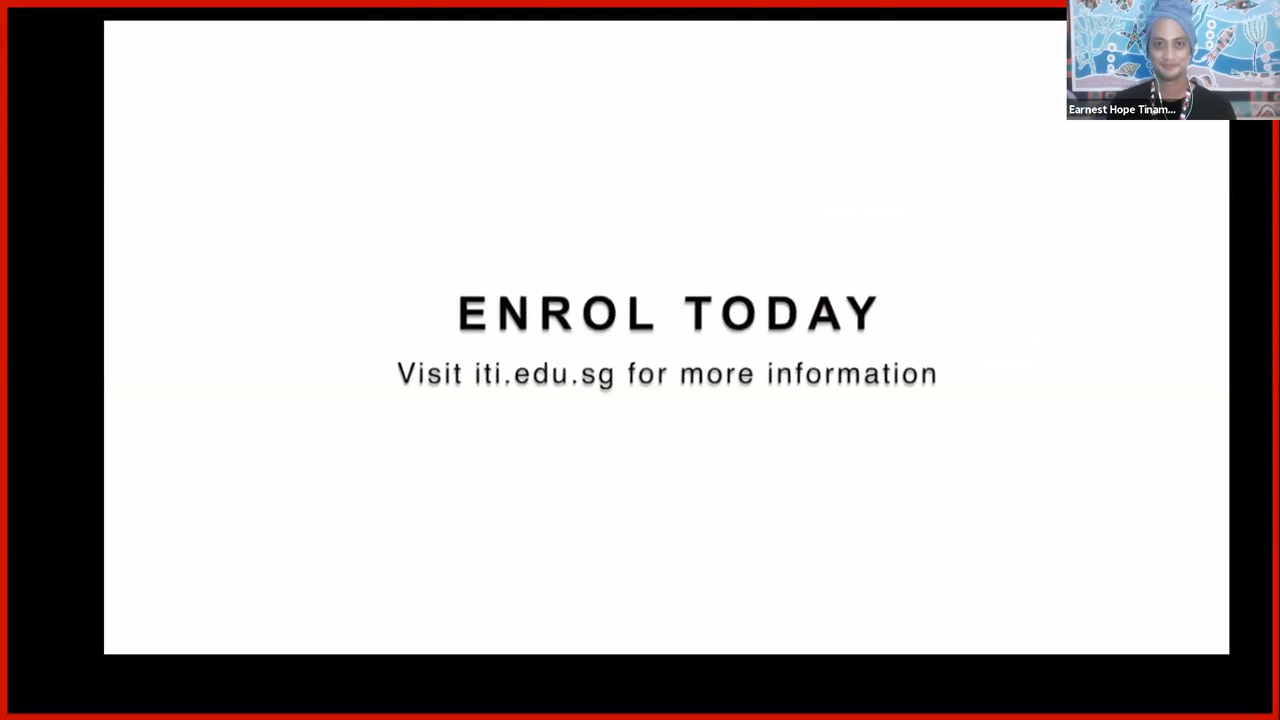 Earnest Hope Tinam...
ENROL TODAY
Visit iti.edu.sg for more information